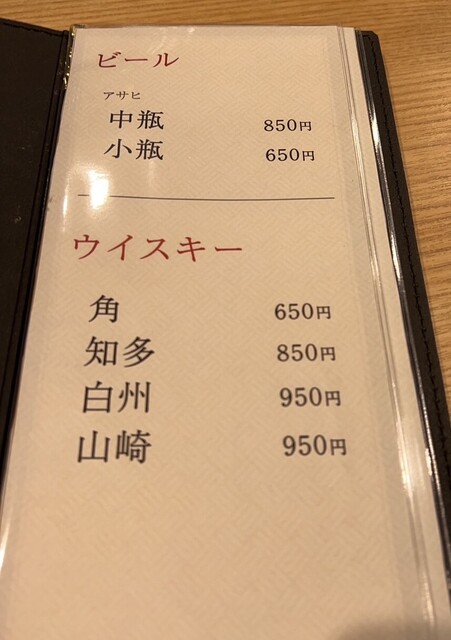 ビール
アサヒ
中瓶 850円
小瓶 650円
ウイスキー
角 650円
知多 850円
白州 950円
山崎 950円